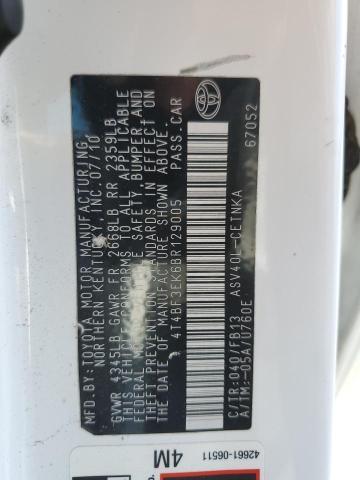 MFD.BY:TOYOTA MOTOR MANUFACTURING,
NORTHERN KENTUCKY, INC. 07/10
GVWR 4345LB GAWR FR 2668LB RR 2359LB
THIS VEHICLE CONFORMS TO ALL APPLICABLE
FEDERAL MOTOR VEHICLE SAFETY, BUMPER, AND
THEFT PREVENTION STANDARDS IN EFFECT ON
THE DATE OF MANUFACTURE SHOWN ABOVE.
4T4BF3EK6BR129005 PASS.CAR
C/TR:040/FB13 ASV40L-CETNKA
A/TM:-05A/U760E
67052
42661-06511
4M